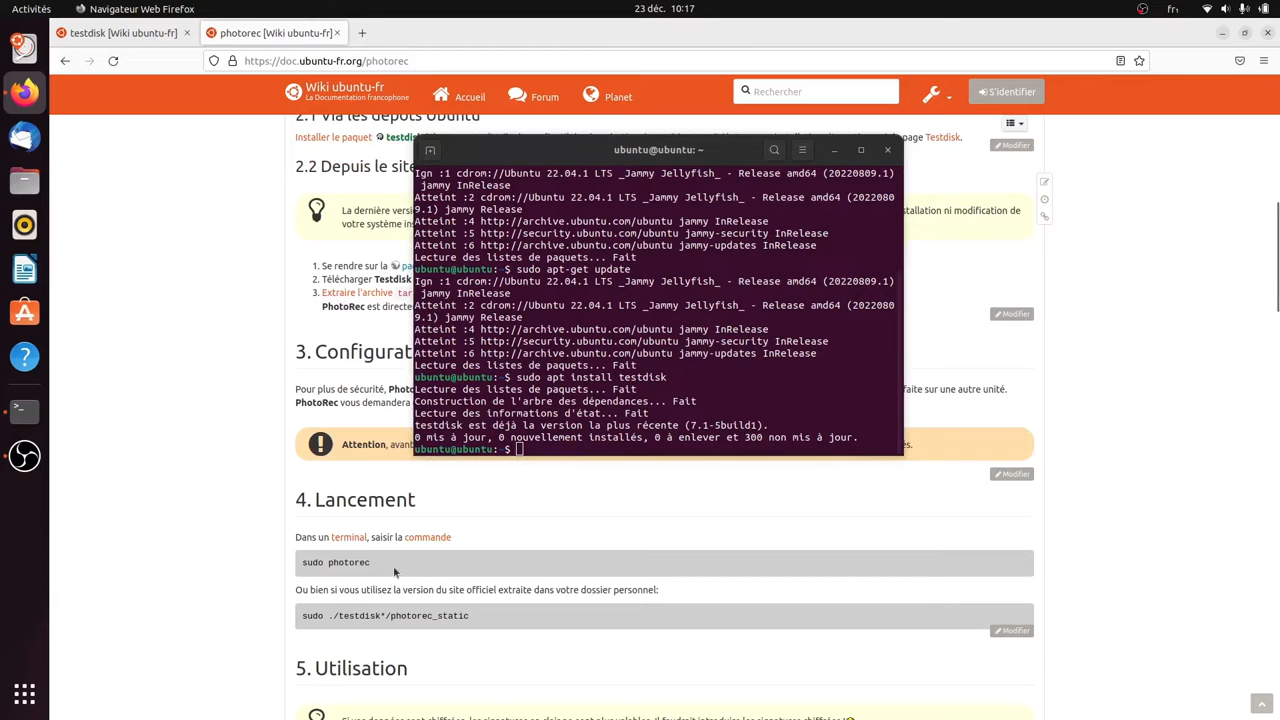 Activités
Navigateur Web Firefox
23 déc. 10:17
fr₁
testdisk [Wiki ubuntu-fr]
photorec [Wiki ubuntu-fr]
https://doc.ubuntu-fr.org/photorec
Wiki ubuntu-fr
La Documentation francophone
Accueil
Forum
Planet
Rechercher
S'identifier
2.1 Via les dépôts Ubuntu
Installer le paquet testdisk
page Testdisk.
Modifier
2.2 Depuis le site
La dernière versi
installation ni modification de
votre système ins
1. Se rendre sur la pa
2. Télécharger Testdisk
3. Extraire l'archive tar
PhotoRec est directe
Modifier
3. Configurat
Pour plus de sécurité, Pho
faite sur une autre unité.
PhotoRec vous demandera
Attention, avant
és.
Modifier
ubuntu@ubuntu: ~
Ign :1 cdrom://Ubuntu 22.04.1 LTS _Jammy Jellyfish_ - Release amd64 (20220809.1)
jammy InRelease
Atteint :2 cdrom://Ubuntu 22.04.1 LTS _Jammy Jellyfish_ - Release amd64 (2022080
9.1) jammy Release
Atteint :4 http://archive.ubuntu.com/ubuntu jammy InRelease
Atteint :5 http://security.ubuntu.com/ubuntu jammy-security InRelease
Atteint :6 http://archive.ubuntu.com/ubuntu jammy-updates InRelease
Lecture des listes de paquets... Fait
ubuntu@ubuntu:~$ sudo apt-get update
Ign :1 cdrom://Ubuntu 22.04.1 LTS _Jammy Jellyfish_ - Release amd64 (20220809.1)
jammy InRelease
Atteint :2 cdrom://Ubuntu 22.04.1 LTS _Jammy Jellyfish_ - Release amd64 (2022080
9.1) jammy Release
Atteint :4 http://archive.ubuntu.com/ubuntu jammy InRelease
Atteint :5 http://security.ubuntu.com/ubuntu jammy-security InRelease
Atteint :6 http://archive.ubuntu.com/ubuntu jammy-updates InRelease
Lecture des listes de paquets... Fait
ubuntu@ubuntu:~$ sudo apt install testdisk
Lecture des listes de paquets... Fait
Construction de l'arbre des dépendances... Fait
Lecture des informations d'état... Fait
testdisk est déjà la version la plus récente (7.1-5build1).
0 mis à jour, 0 nouvellement installés, 0 à enlever et 300 non mis à jour.
ubuntu@ubuntu:~$
4. Lancement
Dans un terminal, saisir la commande
sudo photorec
Ou bien si vous utilisez la version du site officiel extraite dans votre dossier personnel:
sudo ./testdisk*/photorec_static
Modifier
5. Utilisation
Modifier